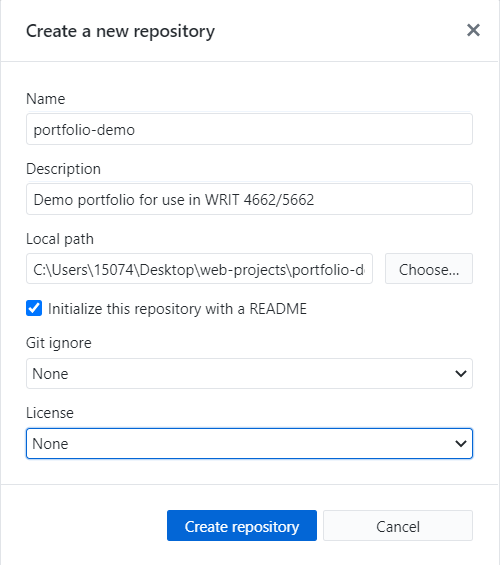 Create a new repository
Name
portfolio-demo
Description
Demo portfolio for use in WRIT 4662/5662
Local path
C:\Users\15074\Desktop\web-projects\portfolio-d
Choose...
Initialize this repository with a README
Git ignore
None
License
None
Create repository
Cancel